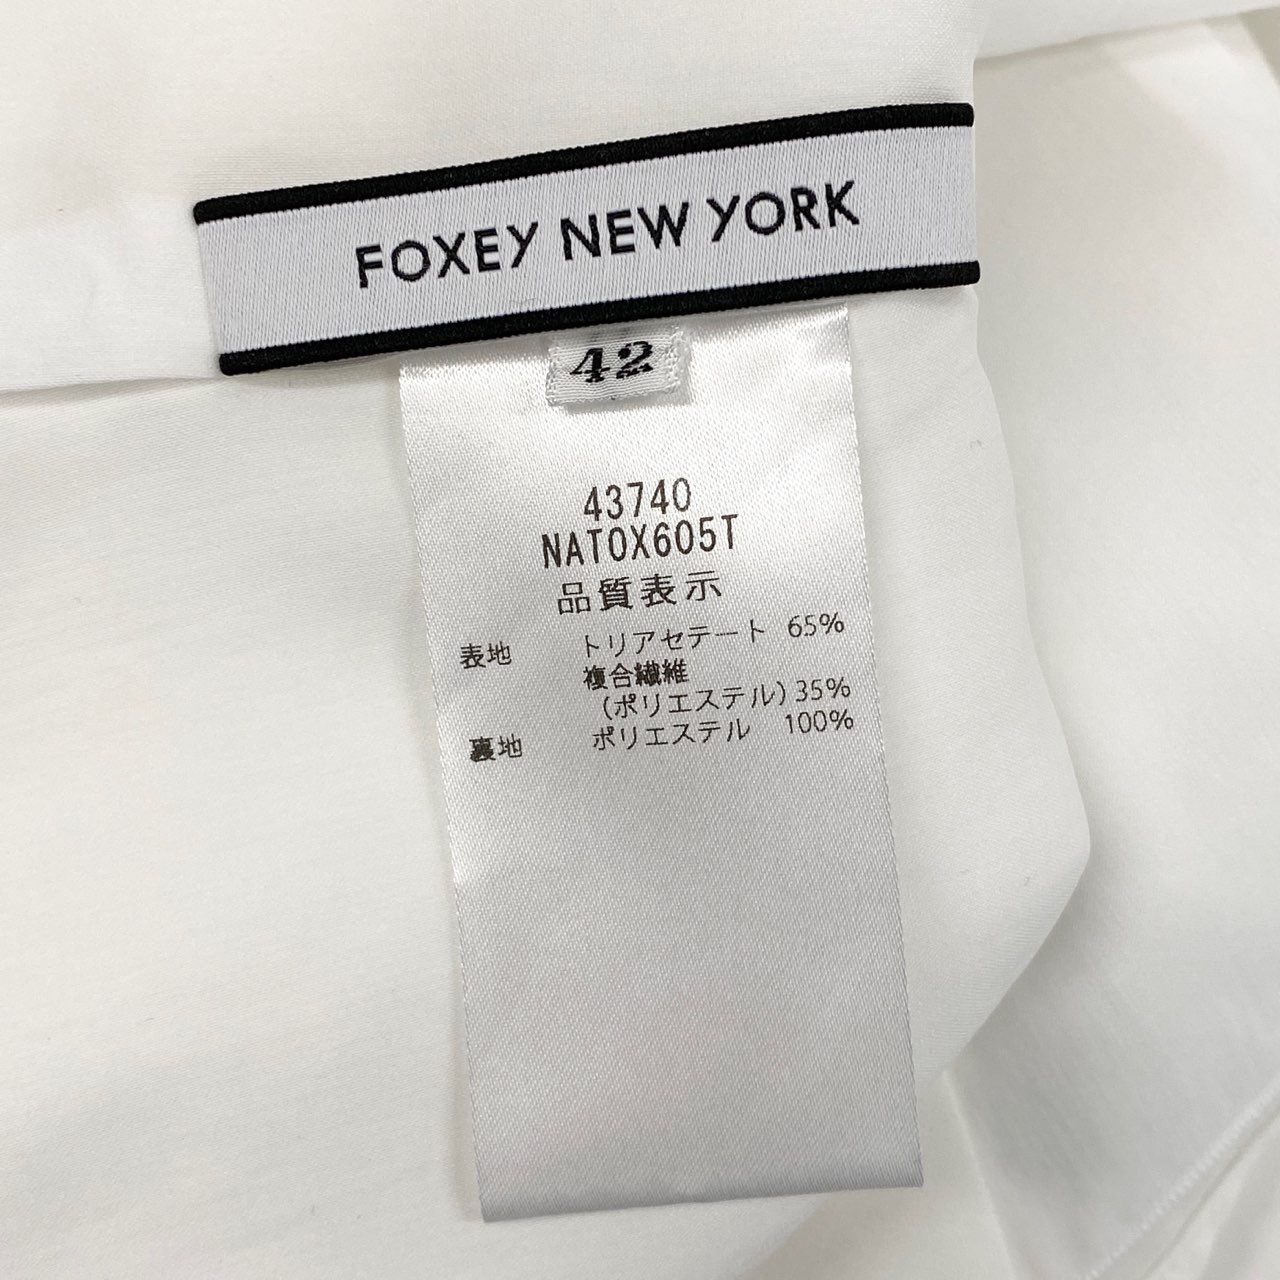 FOXEY NEW YORK
42
43740
NATOX605T
品質表示
表地 トリアセテート 65%
複合繊維
(ポリエステル) 35%
裏地 ポリエステル 100%